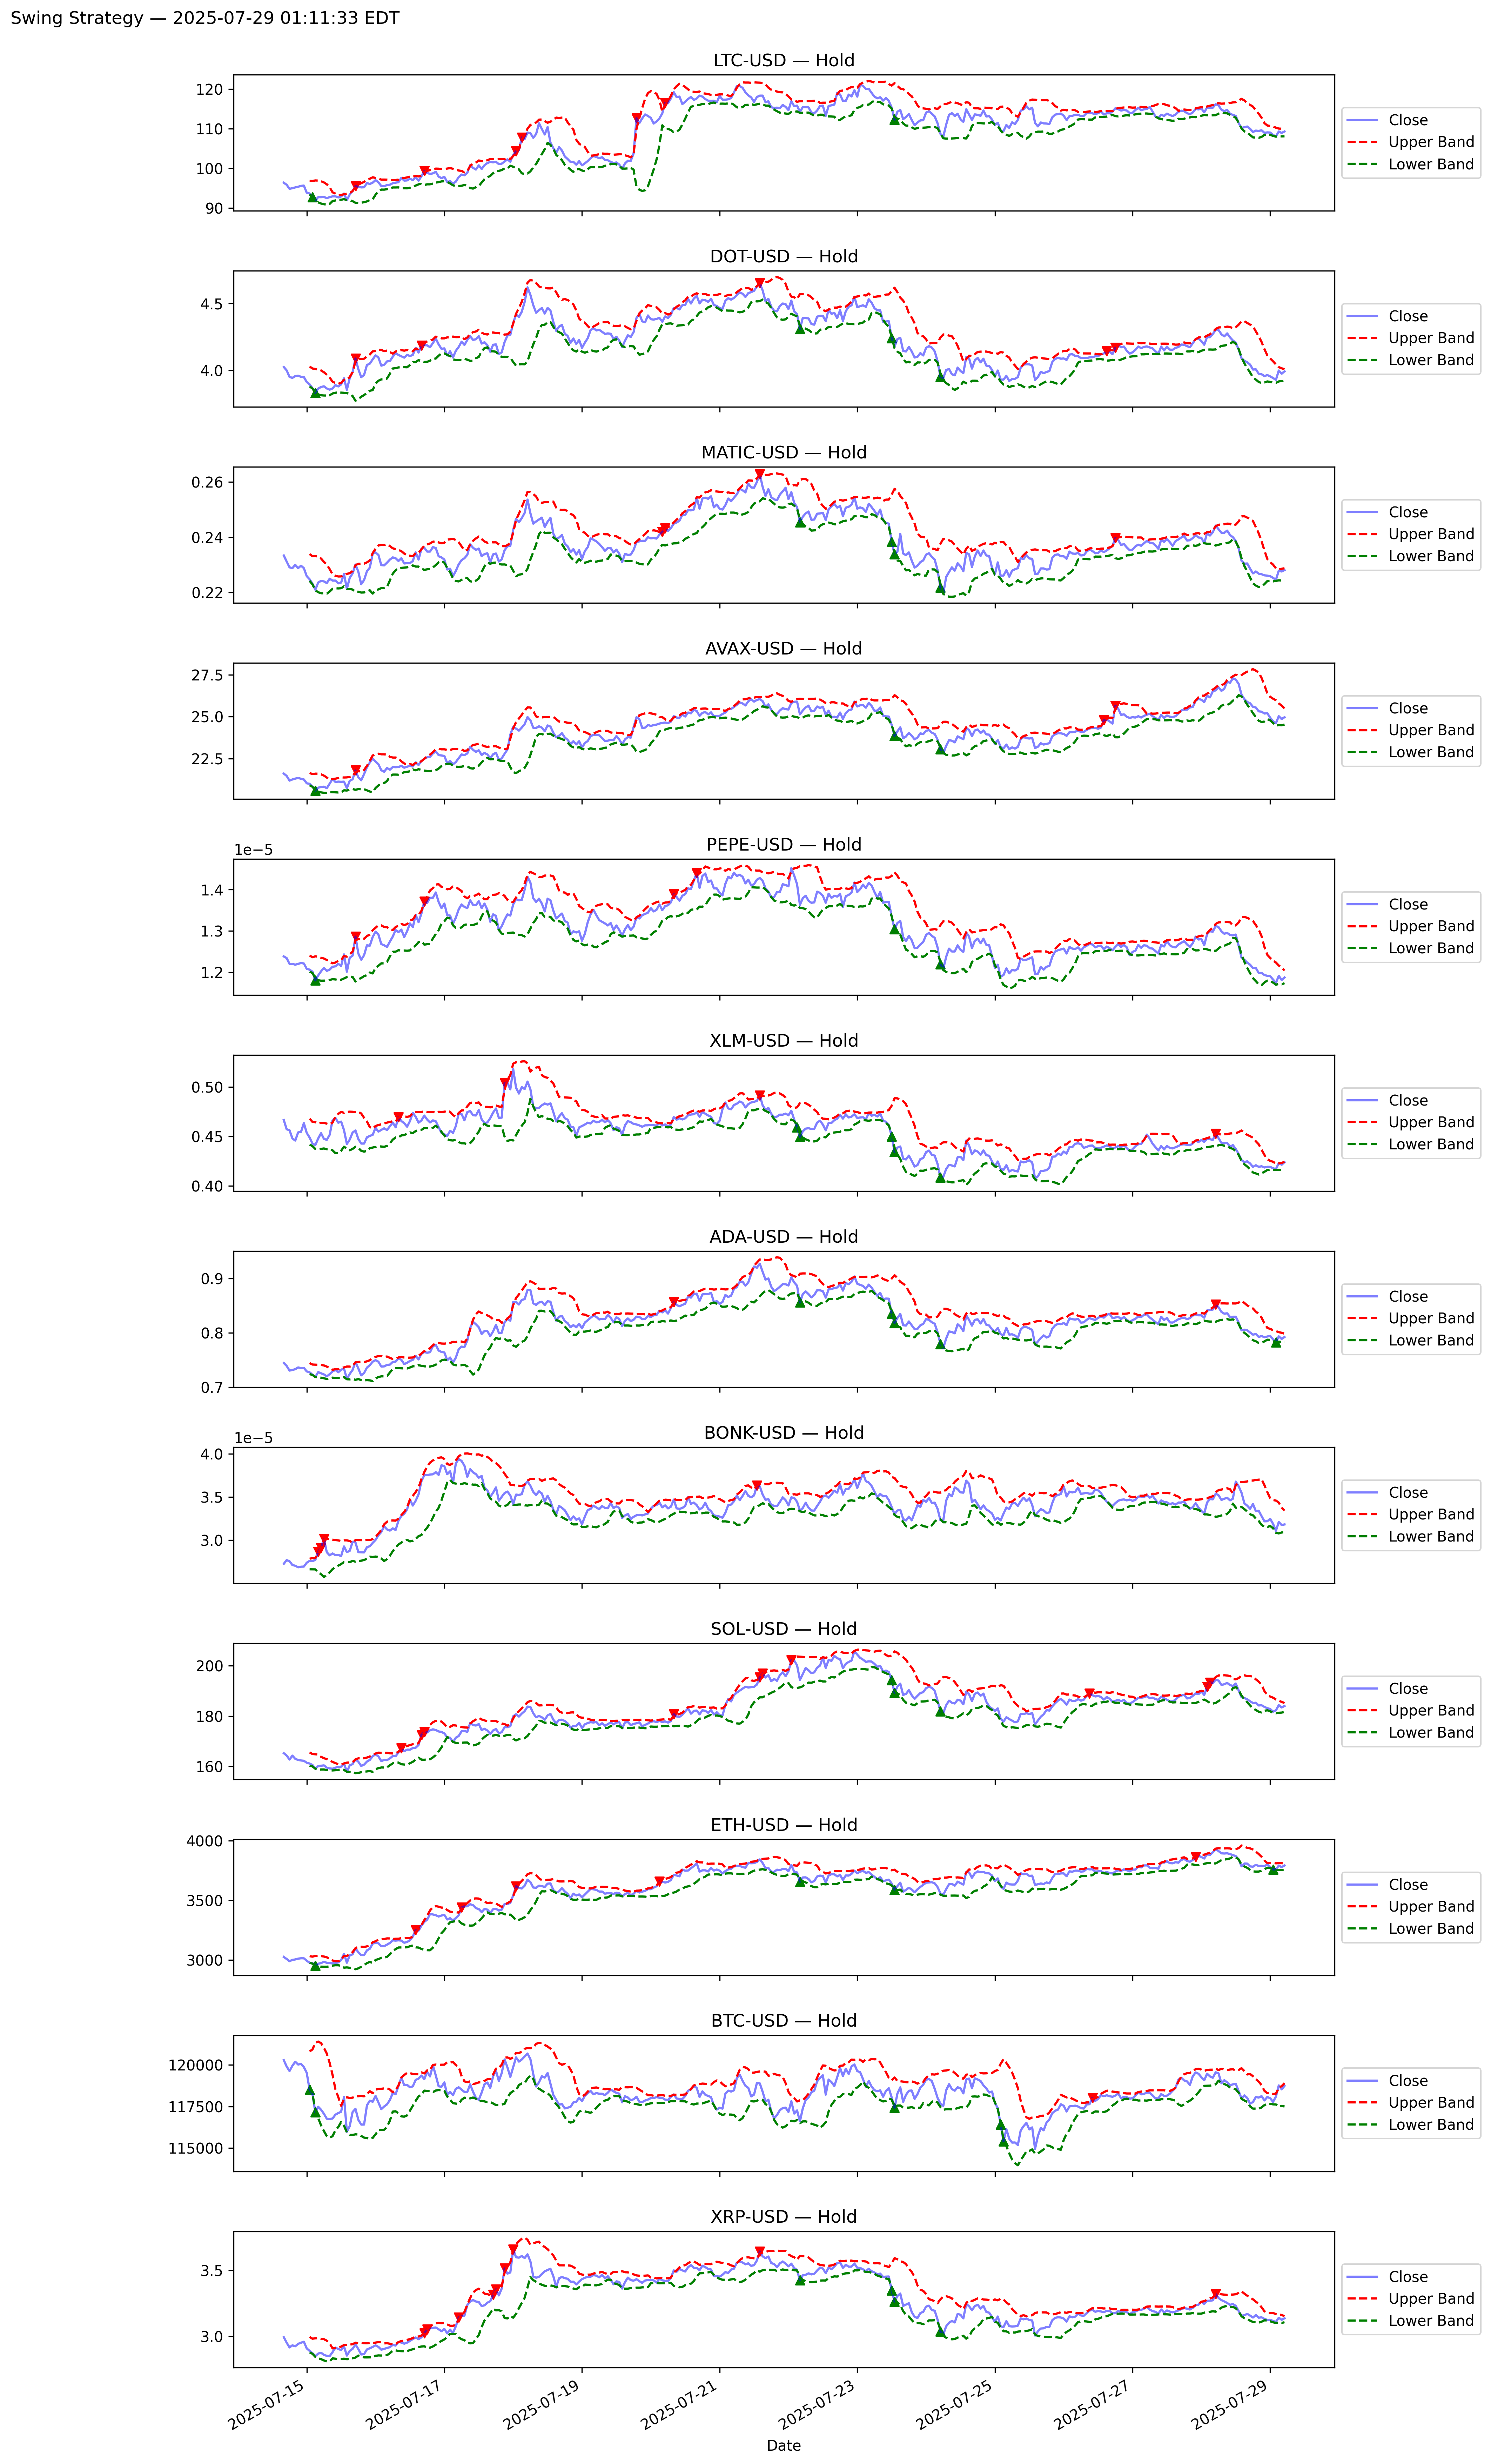 Swing Strategy — 2025-07-29 01:11:33 EDT
LTC-USD — Hold
120
110
100
90
Close
Upper Band
Lower Band
DOT-USD — Hold
4.5
4.0
Close
Upper Band
Lower Band
MATIC-USD — Hold
0.26
0.24
0.22
Close
Upper Band
Lower Band
AVAX-USD — Hold
27.5
25.0
22.5
Close
Upper Band
Lower Band
PEPE-USD — Hold
1e−5
1.4
1.3
1.2
Close
Upper Band
Lower Band
XLM-USD — Hold
0.50
0.45
0.40
Close
Upper Band
Lower Band
ADA-USD — Hold
0.9
0.8
0.7
Close
Upper Band
Lower Band
BONK-USD — Hold
1e−5
4.0
3.5
3.0
Close
Upper Band
Lower Band
SOL-USD — Hold
200
180
160
Close
Upper Band
Lower Band
ETH-USD — Hold
4000
3500
3000
Close
Upper Band
Lower Band
BTC-USD — Hold
120000
117500
115000
Close
Upper Band
Lower Band
XRP-USD — Hold
3.5
3.0
Close
Upper Band
Lower Band
2025-07-15
2025-07-17
2025-07-19
2025-07-21
2025-07-23
2025-07-25
2025-07-27
2025-07-29
Date